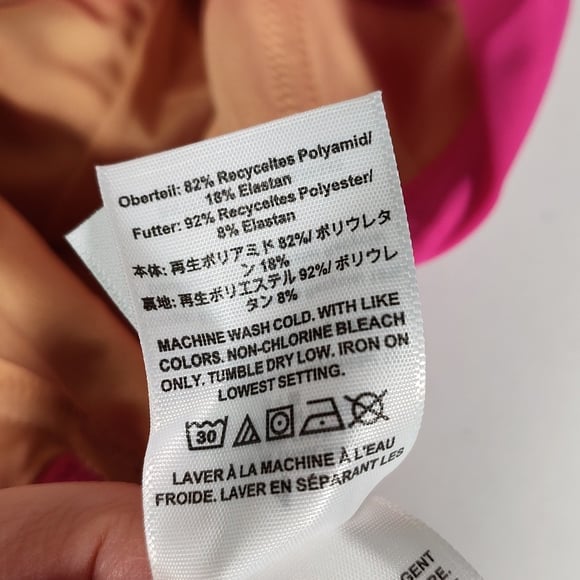 Oberteil: 82% Recyceltes Polyamid/
18% Elastan
Futter: 92% Recyceltes Polyester/
8% Elastan
本体: 再生ポリアミド 82%/ ポリウレタ
ン 18%
裏地: 再生ポリエステル 92%/ ポリウレ
タン 8%
MACHINE WASH COLD. WITH LIKE
COLORS. NON-CHLORINE BLEACH
ONLY. TUMBLE DRY LOW. IRON ON
LOWEST SETTING.
30
LAVER À LA MACHINE À L'EAU
FROIDE. LAVER EN SÉPARANT LES